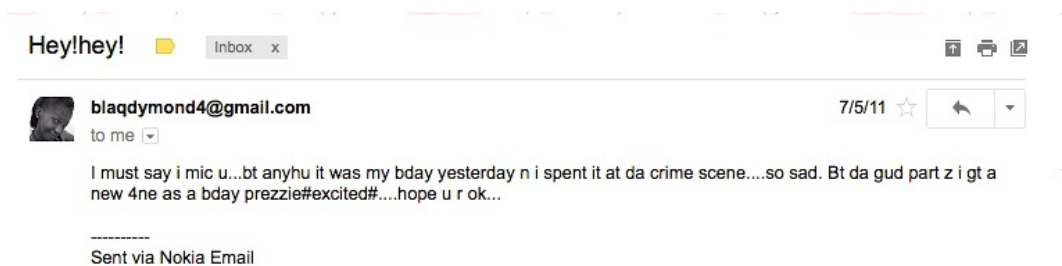 Hey!hey! Inbox x
blaqdymond4@gmail.com 7/5/11
to me
I must say i mic u...bt anyhu it was my bday yesterday n i spent it at da crime scene....so sad. Bt da gud part z i gt a
new 4ne as a bday prezzie#excited#....hope u r ok...
----------
Sent via Nokia Email